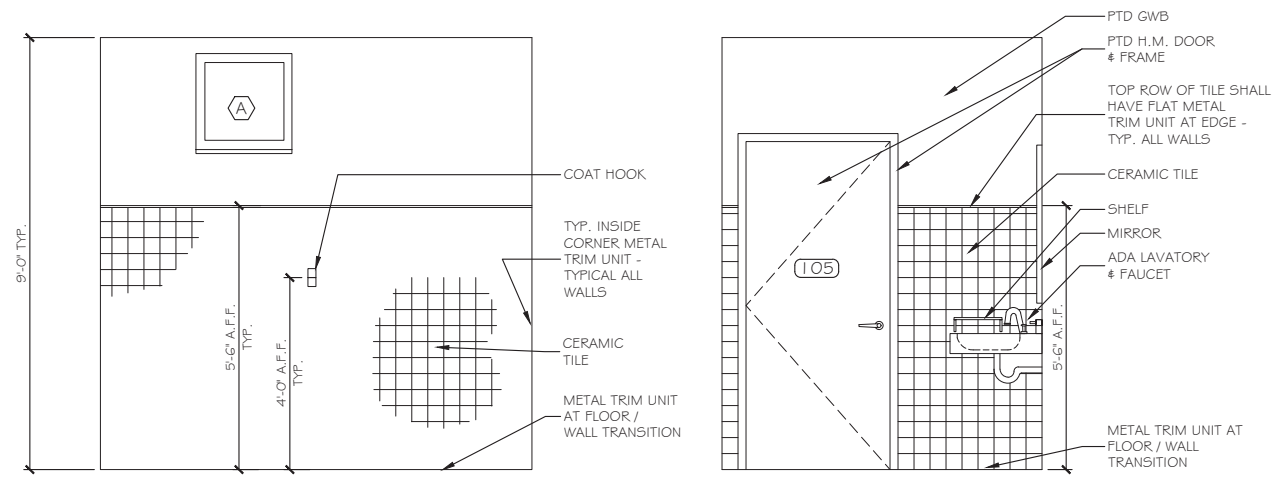 9'-0" TYP.
A
5'-6" A.F.F.
TYP.
4'-0" A.F.F.
TYP.
COAT HOOK
TYP. INSIDE
CORNER METAL
TRIM UNIT -
TYPICAL ALL
WALLS
CERAMIC
TILE
METAL TRIM UNIT
AT FLOOR /
WALL TRANSITION
105
PTD GWB
PTD H.M. DOOR
& FRAME
TOP ROW OF TILE SHALL
HAVE FLAT METAL
TRIM UNIT AT EDGE -
TYP. ALL WALLS
CERAMIC TILE
SHELF
MIRROR
ADA LAVATORY
& FAUCET
5'-6" A.F.F.
METAL TRIM UNIT AT
FLOOR / WALL
TRANSITION